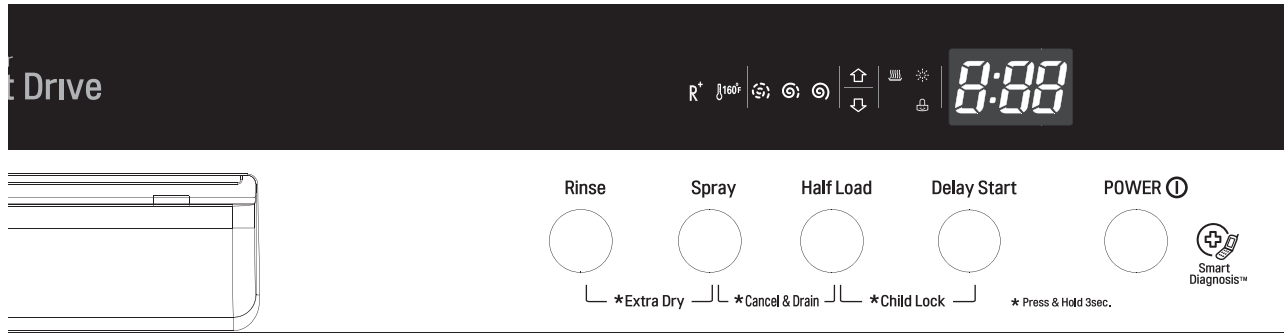 t Drive
R+ 160°F
8:88
Rinse Spray Half Load Delay Start POWER
*Extra Dry *Cancel & Drain *Child Lock * Press & Hold 3sec.
Smart
Diagnosis™